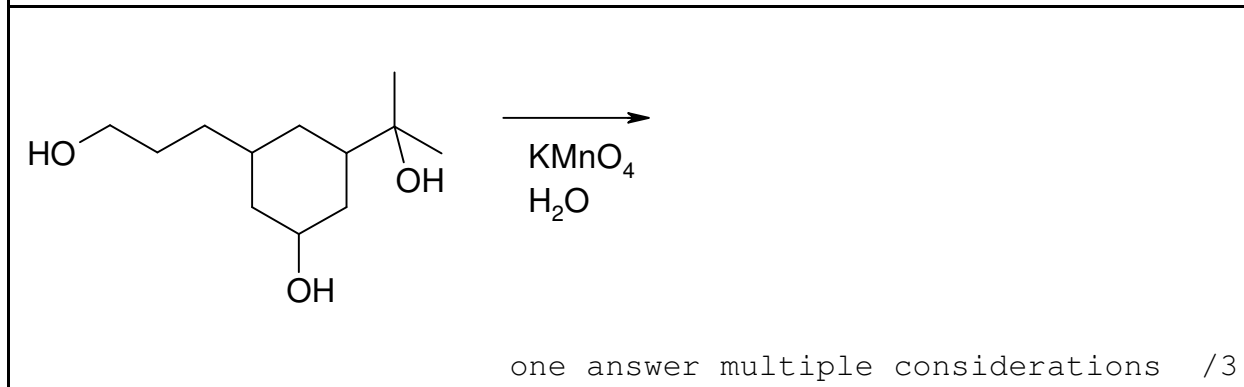 HO
OH
OH
KMnO₄
H₂O
one answer multiple considerations /3